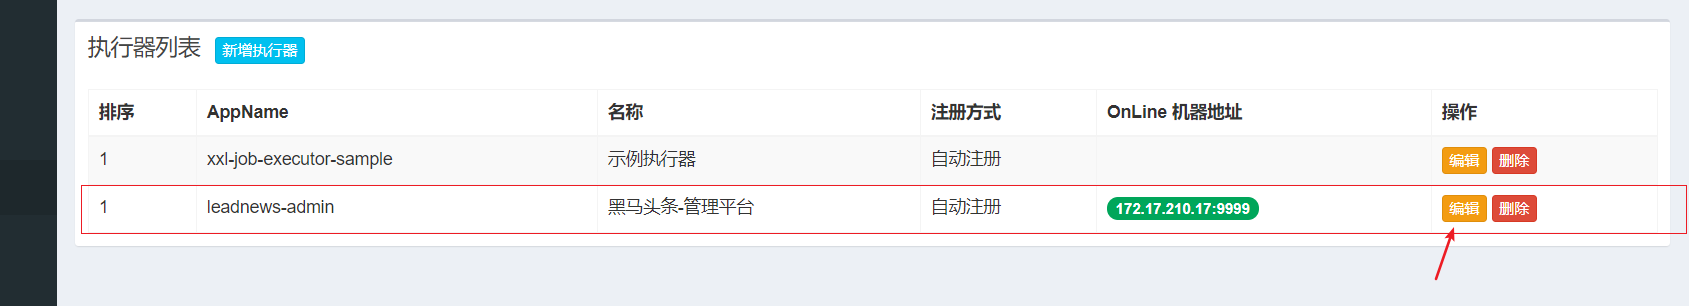 执行器列表 新增执行器
排序 AppName 名称 注册方式 OnLine 机器地址 操作
1 xxl-job-executor-sample 示例执行器 自动注册 编辑 删除
1 leadnews-admin 黑马头条-管理平台 自动注册 172.17.210.17:9999 编辑 删除